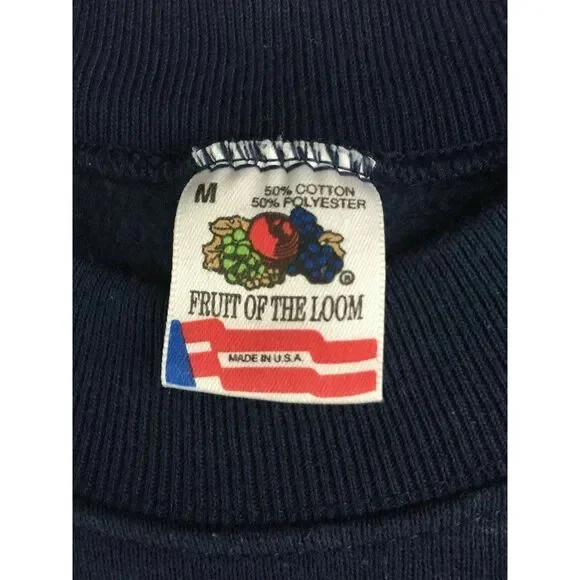 M
50% COTTON
50% POLYESTER
®
FRUIT OF THE LOOM
MADE IN U.S.A.